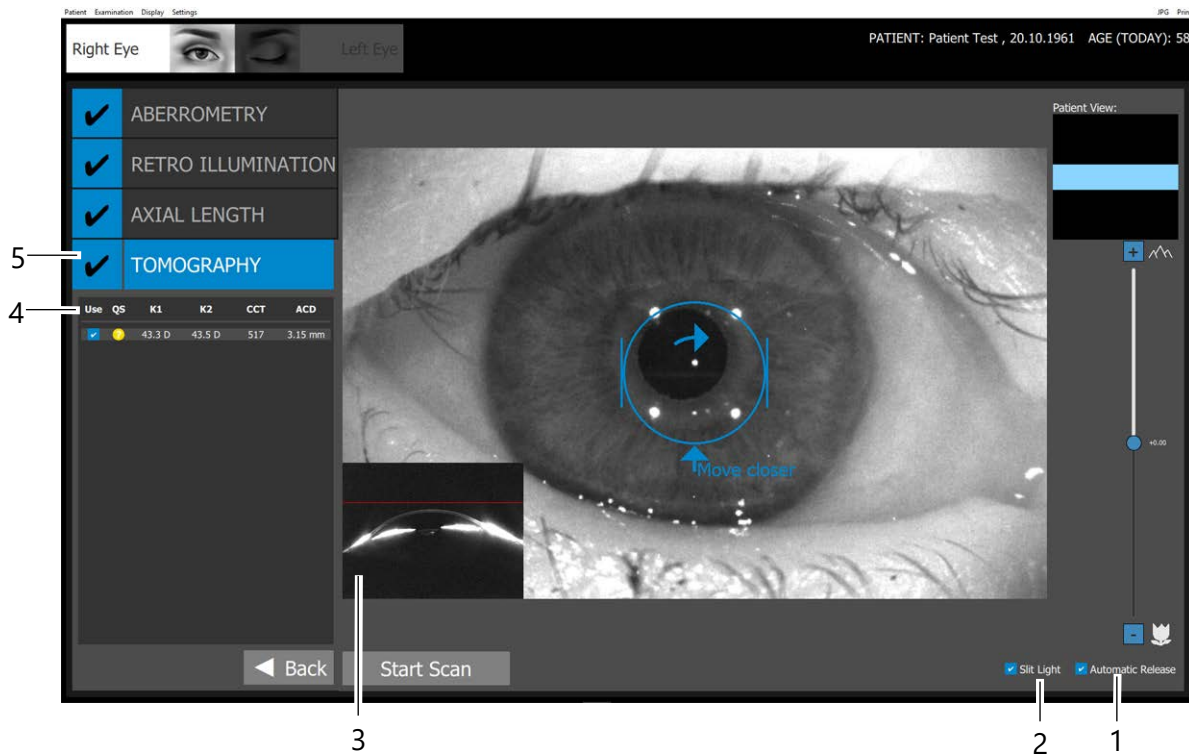 Patient Examination Display Settings JPG Prin
Right Eye Left Eye PATIENT: Patient Test , 20.10.1961 AGE (TODAY): 58
ABERROMETRY
RETRO ILLUMINATION
AXIAL LENGTH
TOMOGRAPHY
Patient View:
5
4
Use QS K1 K2 CCT ACD
? 43.3 D 43.5 D 517 3.15 mm
+
+0.00
-
Move closer
Back
Start Scan
Slit Light
Automatic Release
3
2
1